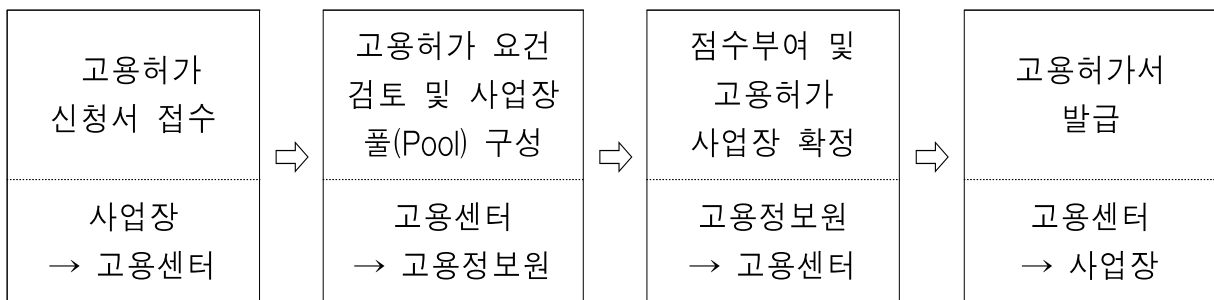 고용허가
신청서 접수
사업장
→ 고용센터
고용허가 요건
검토 및 사업장
풀(Pool) 구성
고용센터
→ 고용정보원
점수부여 및
고용허가
사업장 확정
고용정보원
→ 고용센터
고용허가서
발급
고용센터
→ 사업장